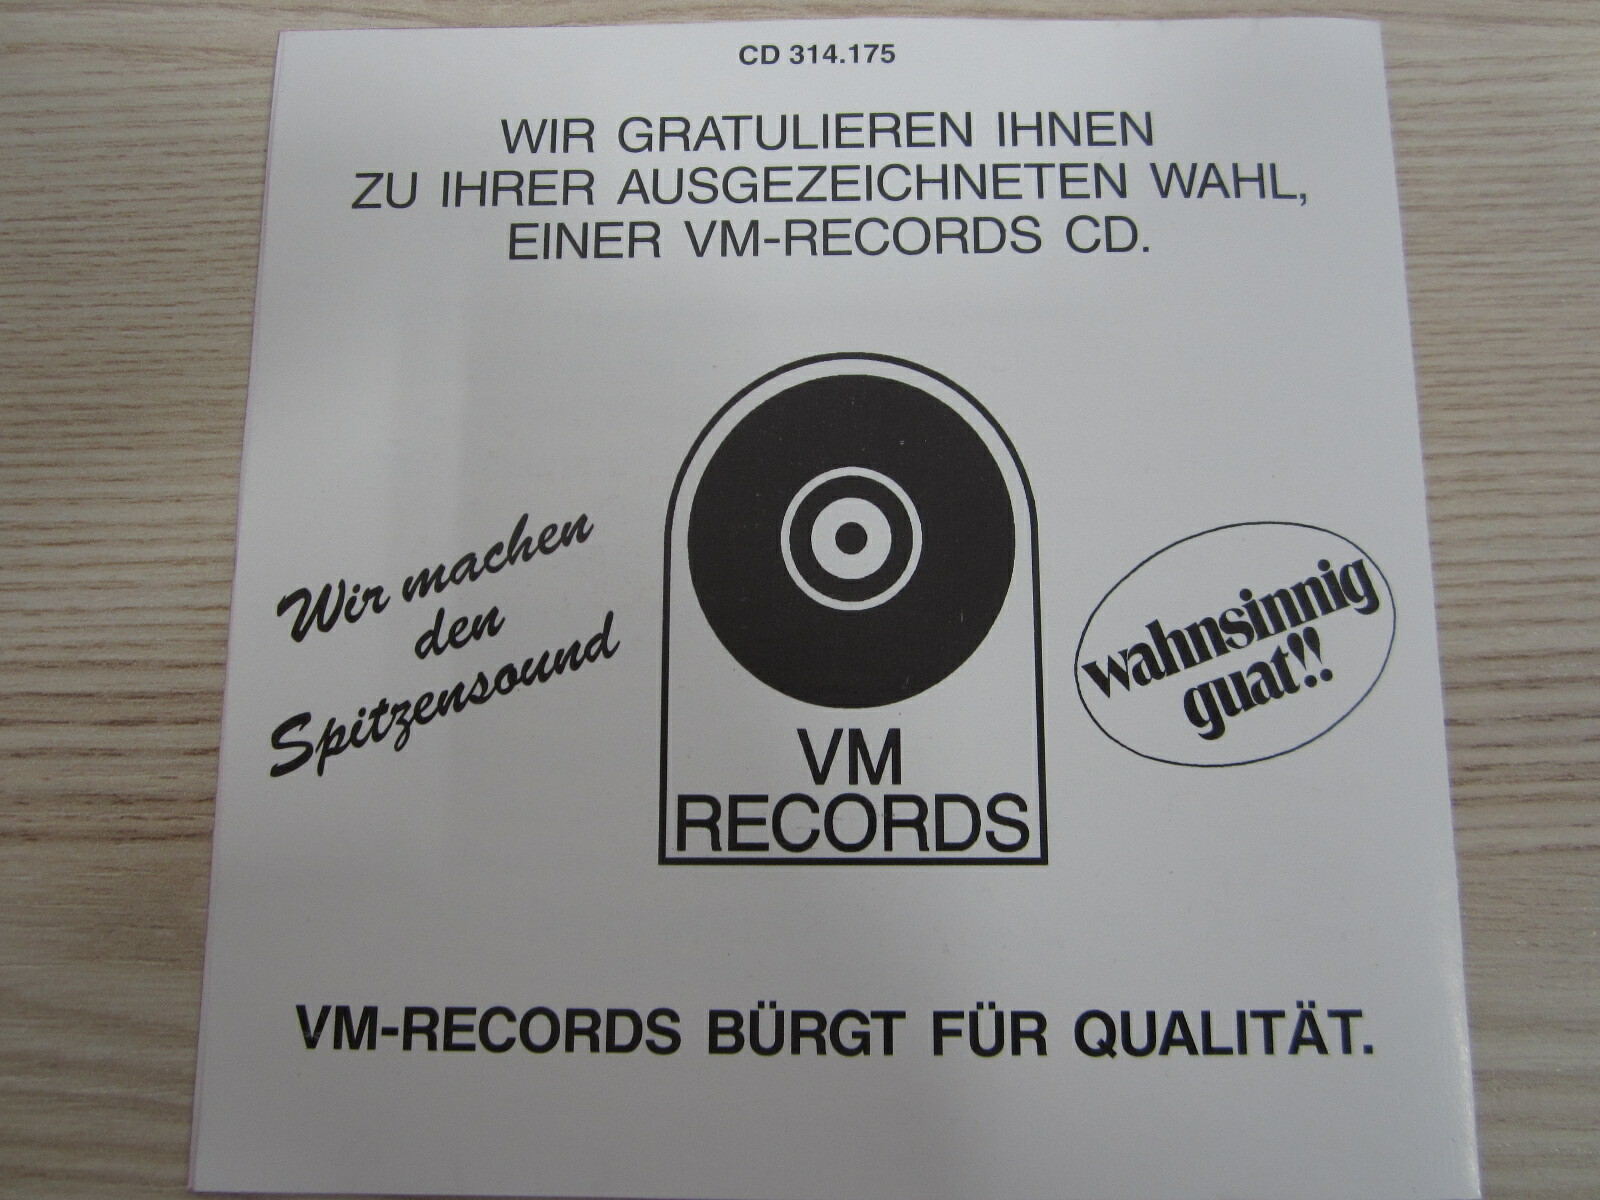 CD 314.175
WIR GRATULIEREN IHNEN
ZU IHRER AUSGEZEICHNETEN WAHL,
EINER VM-RECORDS CD.
Wir machen
den
Spitzensound
VM
RECORDS
wahnsinnig
guat!!
VM-RECORDS BÜRGT FÜR QUALITÄT.